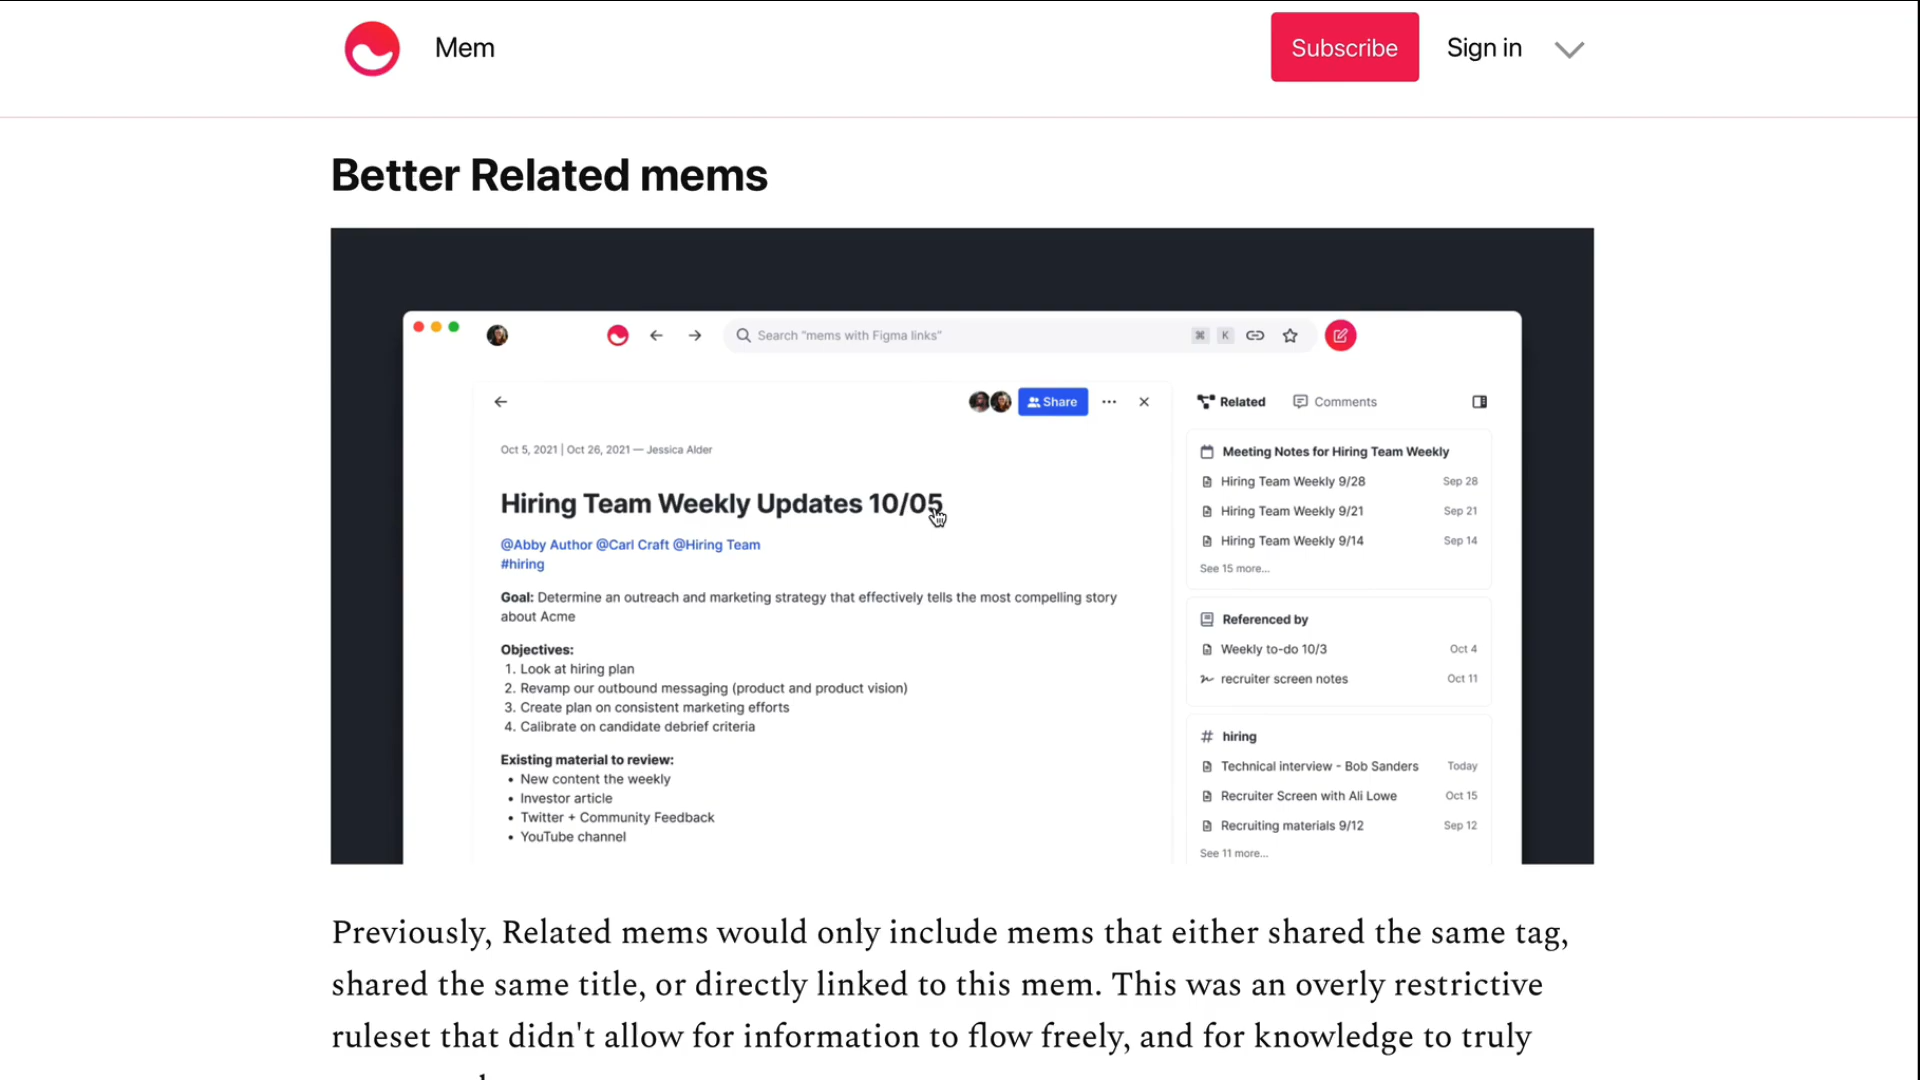 Mem
Subscribe
Sign in
Better Related mems
Search "mems with Figma links"
⌘ K
Share
Oct 5, 2021 | Oct 26, 2021 — Jessica Alder
Hiring Team Weekly Updates 10/05
@Abby Author @Carl Craft @Hiring Team
#hiring
Goal: Determine an outreach and marketing strategy that effectively tells the most compelling story
about Acme
Objectives:
1. Look at hiring plan
2. Revamp our outbound messaging (product and product vision)
3. Create plan on consistent marketing efforts
4. Calibrate on candidate debrief criteria
Existing material to review:
• New content the weekly
• Investor article
• Twitter + Community Feedback
• YouTube channel
Related
Comments
Meeting Notes for Hiring Team Weekly
Hiring Team Weekly 9/28 Sep 28
Hiring Team Weekly 9/21 Sep 21
Hiring Team Weekly 9/14 Sep 14
See 15 more...
Referenced by
Weekly to-do 10/3 Oct 4
recruiter screen notes Oct 11
# hiring
Technical interview - Bob Sanders Today
Recruiter Screen with Ali Lowe Oct 15
Recruiting materials 9/12 Sep 12
See 11 more...
Previously, Related mems would only include mems that either shared the same tag,
shared the same title, or directly linked to this mem. This was an overly restrictive
ruleset that didn't allow for information to flow freely, and for knowledge to truly